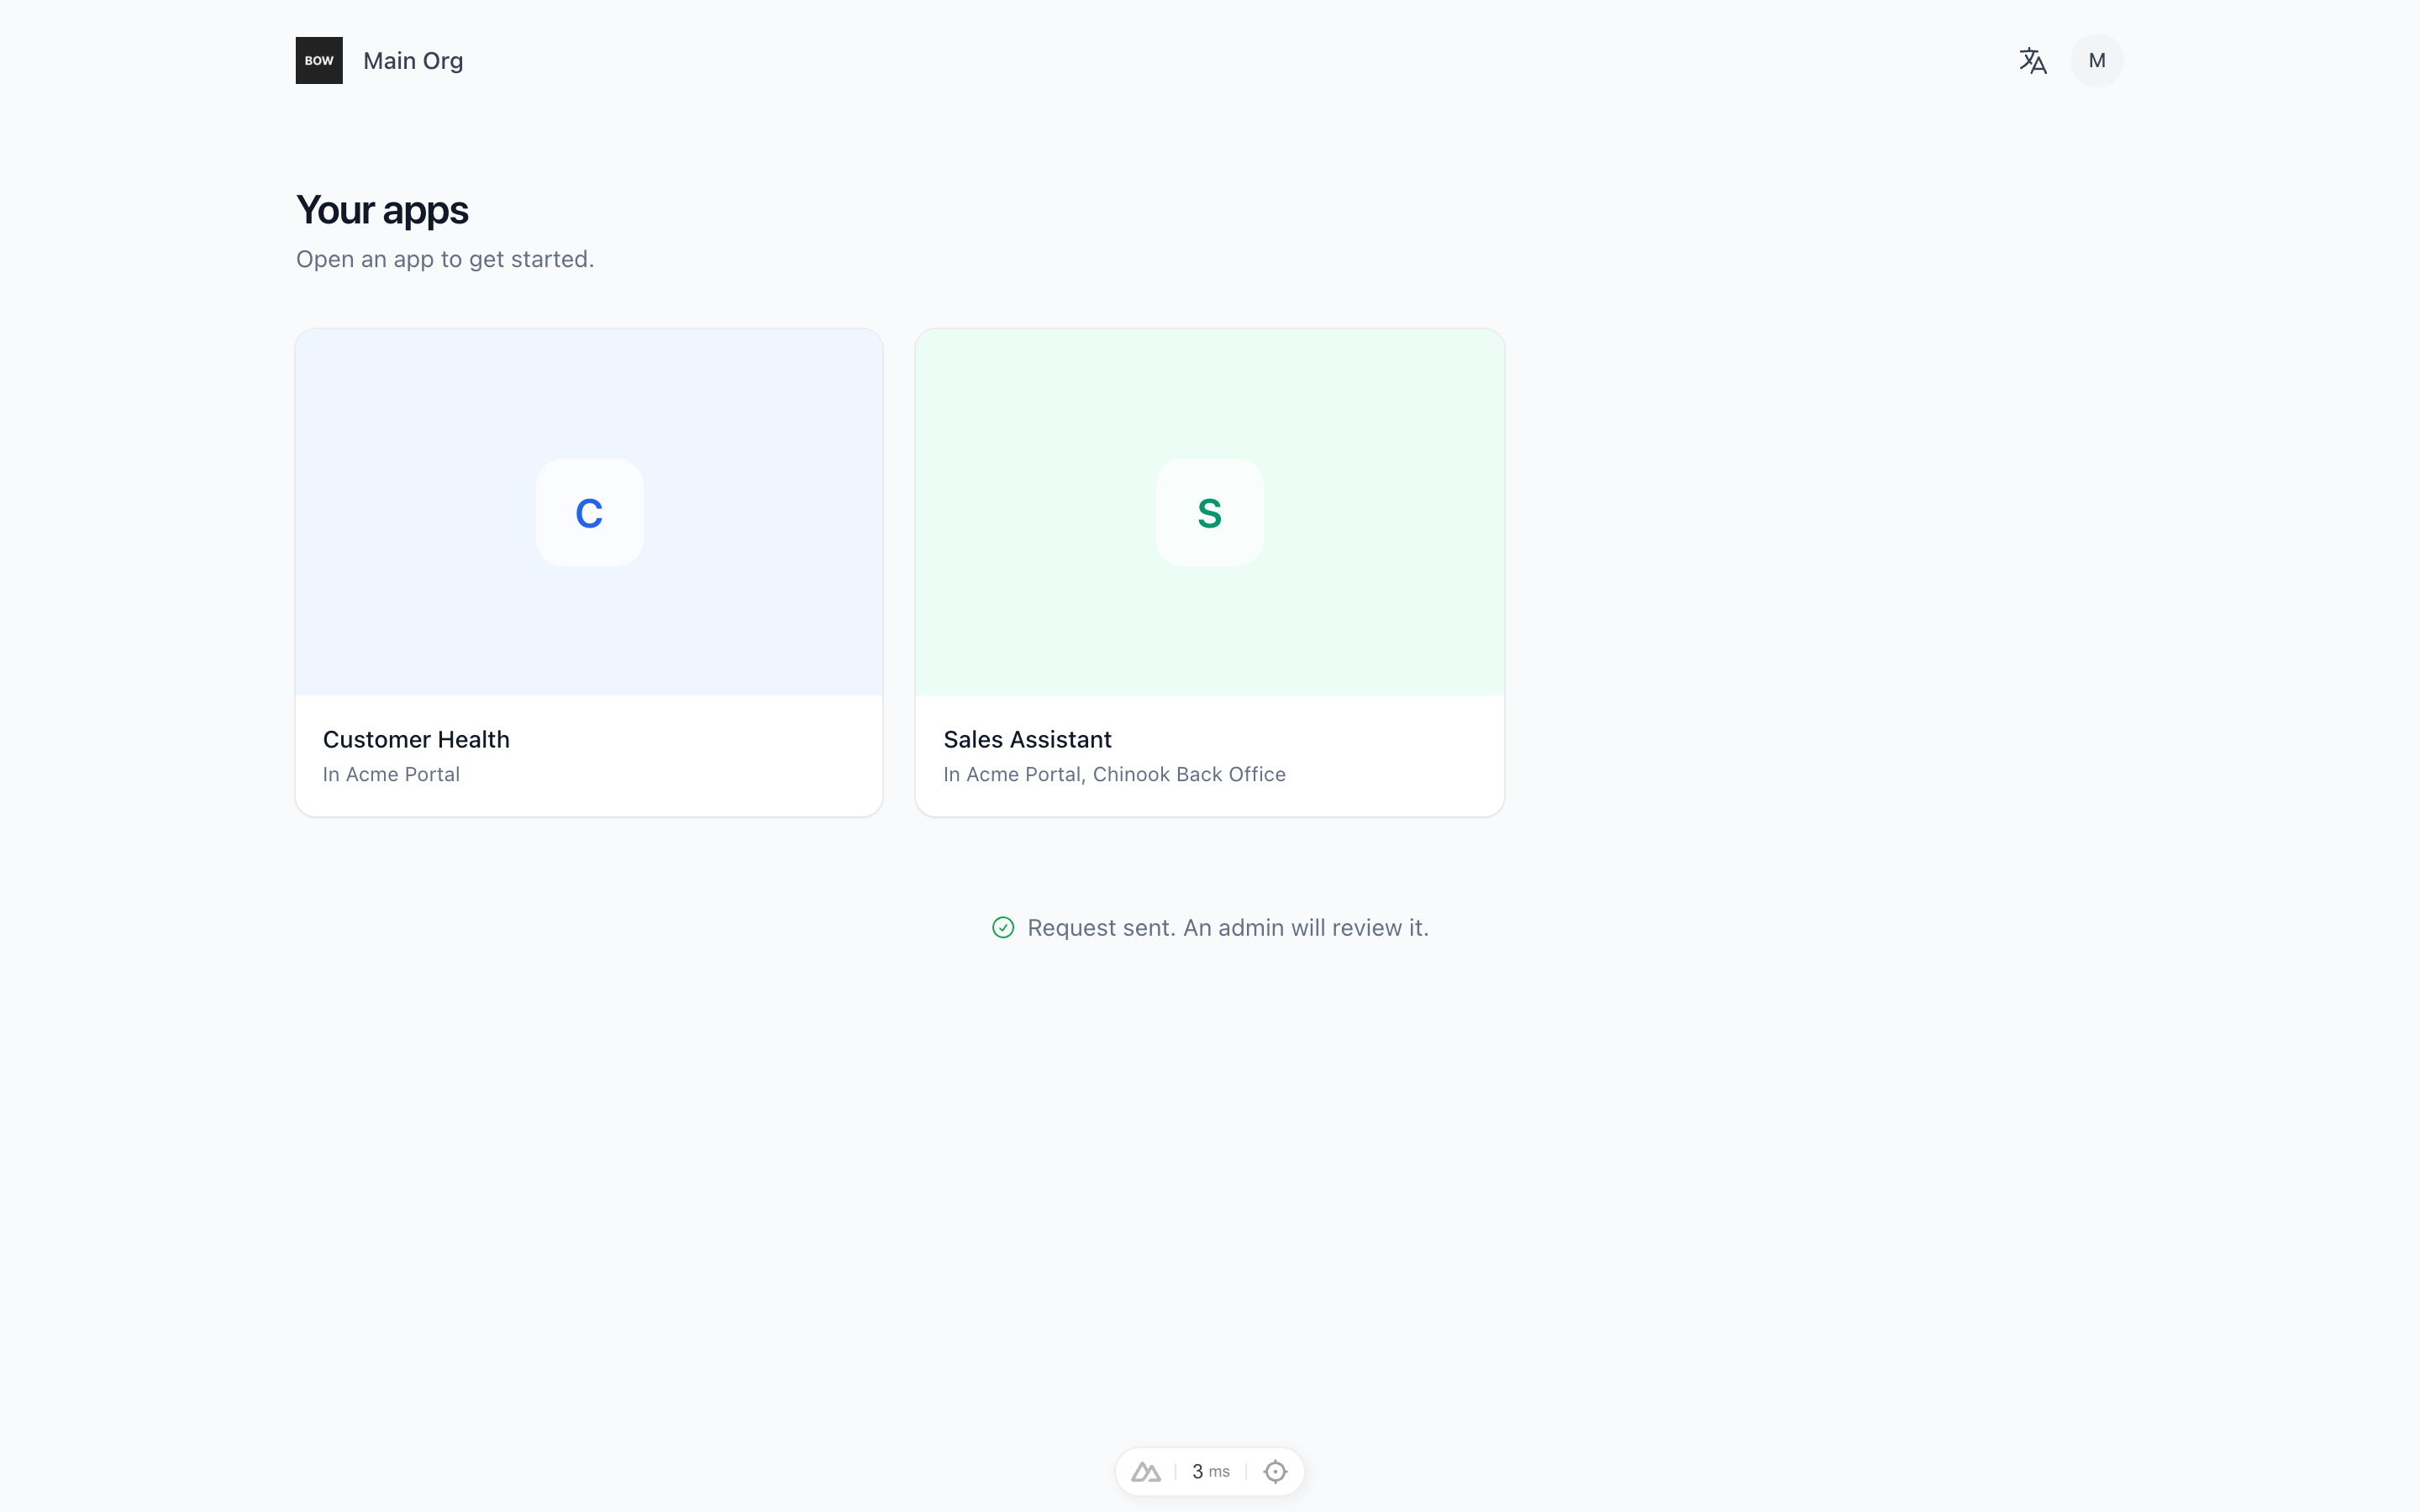 BOW
Main Org
M
Your apps
Open an app to get started.
C
S
Customer Health
In Acme Portal
Sales Assistant
In Acme Portal, Chinook Back Office
Request sent. An admin will review it.
3 ms